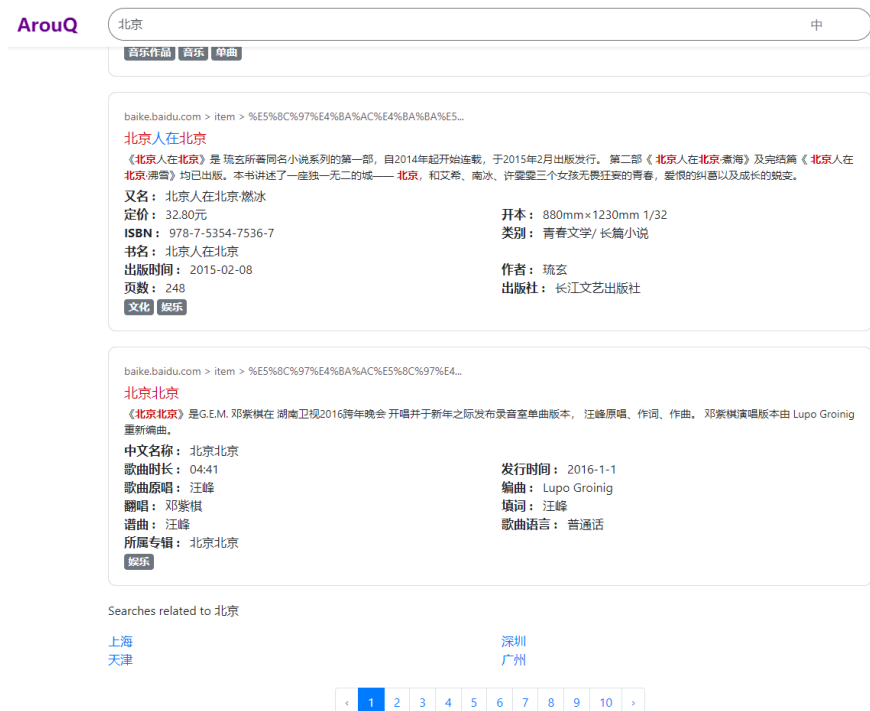 ArouQ 北京 中
音乐作品 音乐 单曲
baike.baidu.com > item > %E5%8C%97%E4%BA%AC%E4%BA%BA%E5...
北京人在北京
《北京人在北京》是 琉玄所著同名小说系列的第一部，自2014年起开始连载，于2015年2月出版发行。 第二部《 北京人在北京·煮海》及完结篇《 北京人在
北京·沸雪》均已出版。本书讲述了一座独一无二的城—— 北京，和艾希、南冰、许雯雯三个女孩无畏狂妄的青春，爱恨的纠葛以及成长的蜕变。
又名： 北京人在北京·燃冰
定价： 32.80元 开本： 880mm×1230mm 1/32
ISBN： 978-7-5354-7536-7 类别： 青春文学/ 长篇小说
书名： 北京人在北京
出版时间： 2015-02-08 作者： 琉玄
页数： 248 出版社： 长江文艺出版社
文化 娱乐
baike.baidu.com > item > %E5%8C%97%E4%BA%AC%E5%8C%97%E4...
北京北京
《北京北京》是G.E.M. 邓紫棋在 湖南卫视2016跨年晚会 开唱并于新年之际发布录音室单曲版本， 汪峰原唱、作词、作曲。 邓紫棋演唱版本由 Lupo Groinig
重新编曲。
中文名称： 北京北京
歌曲时长： 04:41 发行时间： 2016-1-1
歌曲原唱： 汪峰 编曲： Lupo Groinig
翻唱： 邓紫棋 填词： 汪峰
谱曲： 汪峰 歌曲语言： 普通话
所属专辑： 北京北京
娱乐
Searches related to 北京
上海 深圳
天津 广州
‹ 1 2 3 4 5 6 7 8 9 10 ›